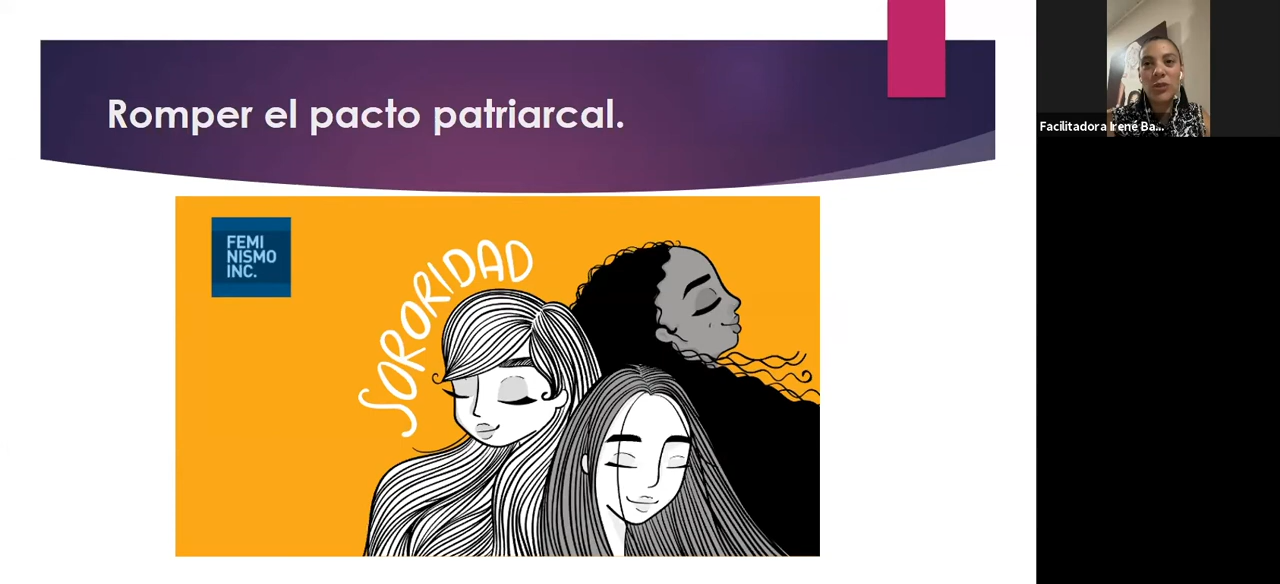 Romper el pacto patriarcal.
FEMI
NISMO
INC.
SORORIDAD
Facilitadora Irené Ba...